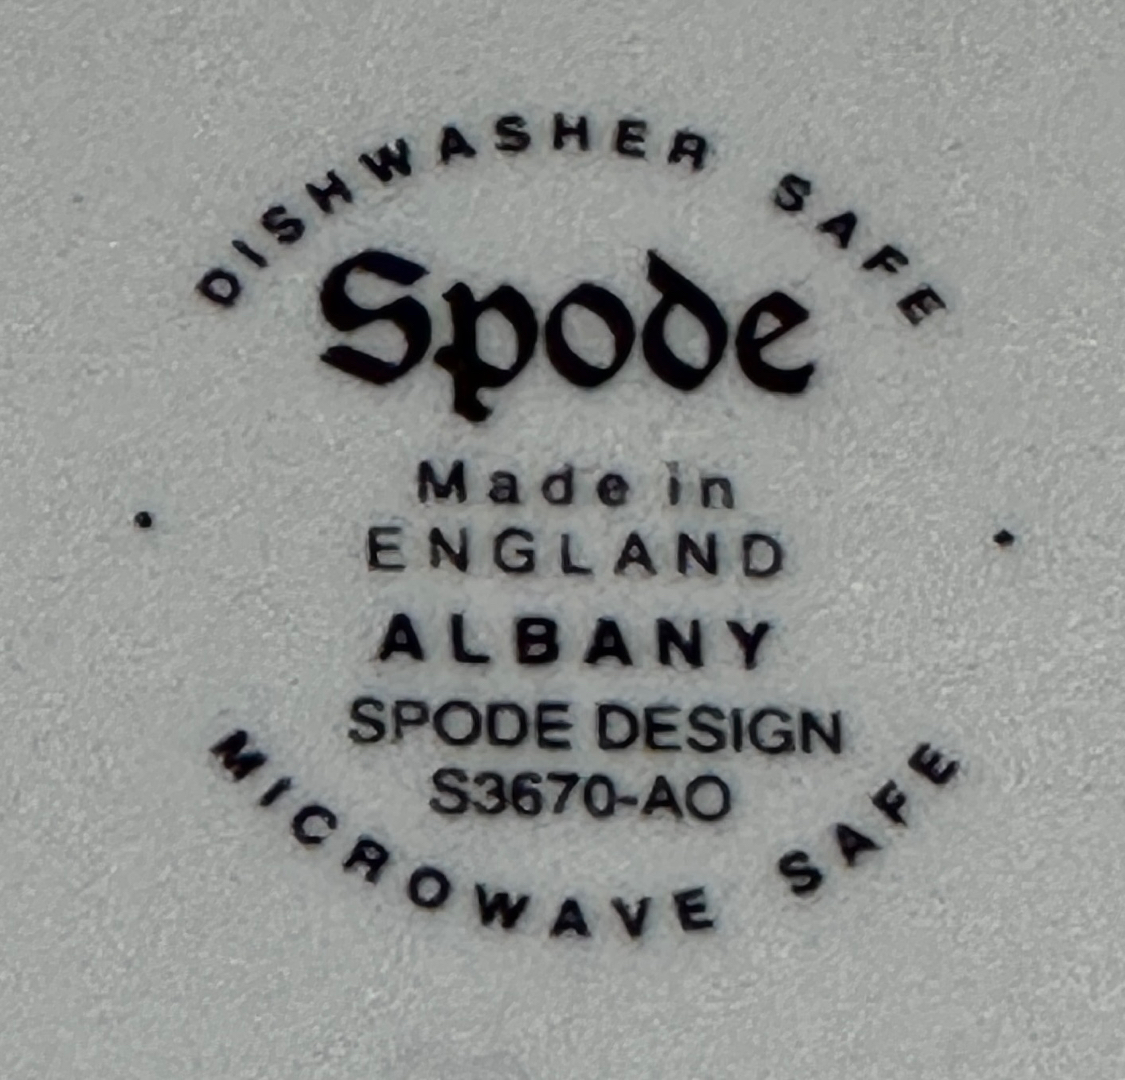 DISHWASHER SAFE
Spode
Made in
ENGLAND
ALBANY
SPODE DESIGN
S3670-AO
MICROWAVE SAFE